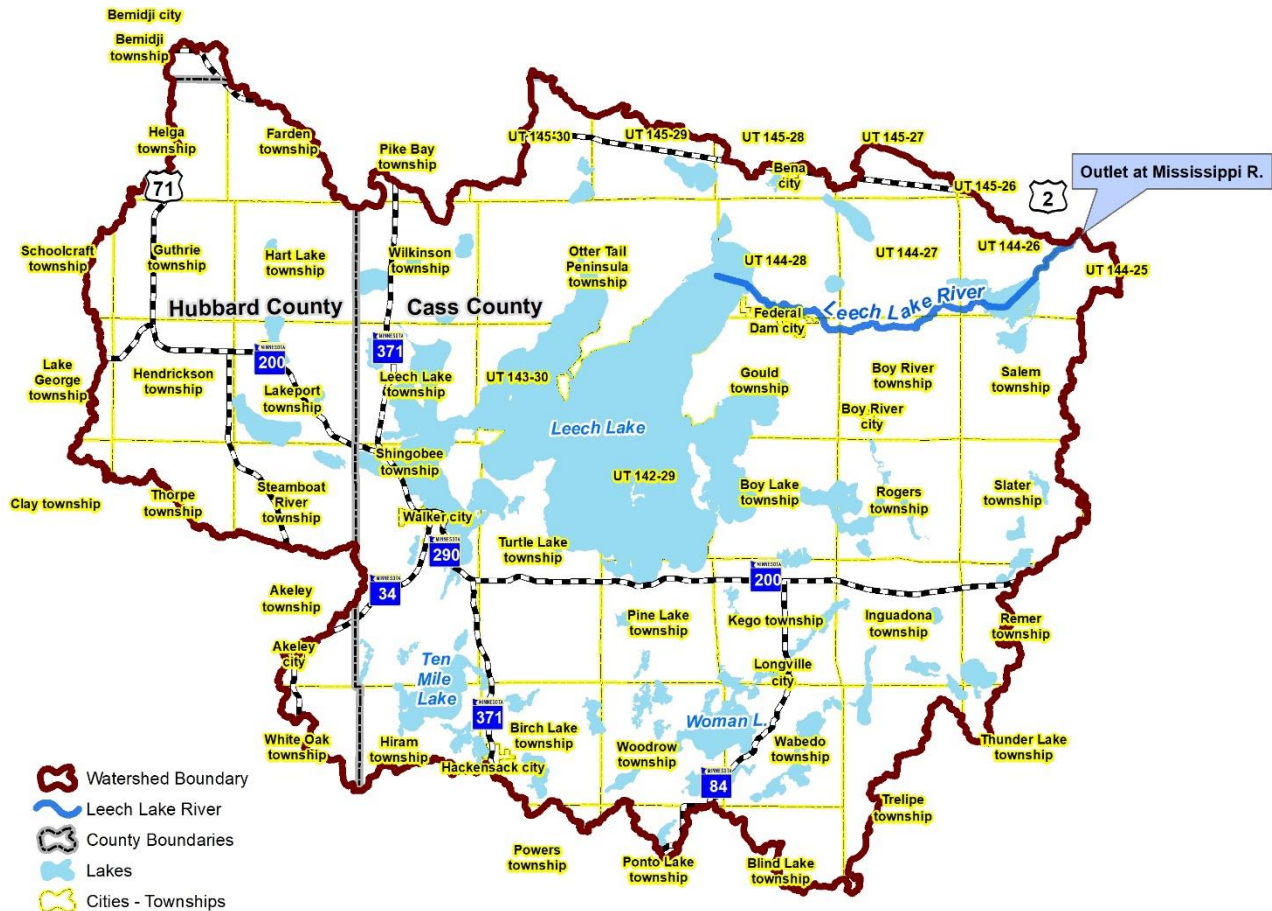 Bemidji city
Bemidji
township
Helga
township
Farden
township
Pike Bay
township
UT 145-30
UT 145-29
UT 145-28
UT 145-27
Bena
city
UT 145-26
Outlet at Mississippi R.
71
2
Schoolcraft
township
Guthrie
township
Hart Lake
township
Wilkinson
township
Otter Tail
Peninsula
township
UT 144-28
UT 144-27
UT 144-26
UT 144-25
Hubbard County
Cass County
Leech Lake River
Federal
Dam city
Lake
George
township
Hendrickson
township
MINNESOTA
200
Lakeport
township
MINNESOTA
371
Leech Lake
township
UT 143-30
Gould
township
Boy River
township
Salem
township
Boy River
city
Leech Lake
Shingobee
township
UT 142-29
Clay township
Thorpe
township
Steamboat
River
township
Boy Lake
township
Rogers
township
Slater
township
Walker city
MINNESOTA
290
Turtle Lake
township
MINNESOTA
200
MINNESOTA
34
Akeley
township
Pine Lake
township
Kego township
Inguadona
township
Remer
township
Akeley
city
Ten
Mile
Lake
Longville
city
MINNESOTA
371
White Oak
township
Hiram
township
Birch Lake
township
Hackensack city
Woodrow
township
Woman L.
Wabedo
township
Thunder Lake
township
MINNESOTA
84
Trelipe
township
Powers
township
Ponto Lake
township
Blind Lake
township
Watershed Boundary
Leech Lake River
County Boundaries
Lakes
Cities - Townships